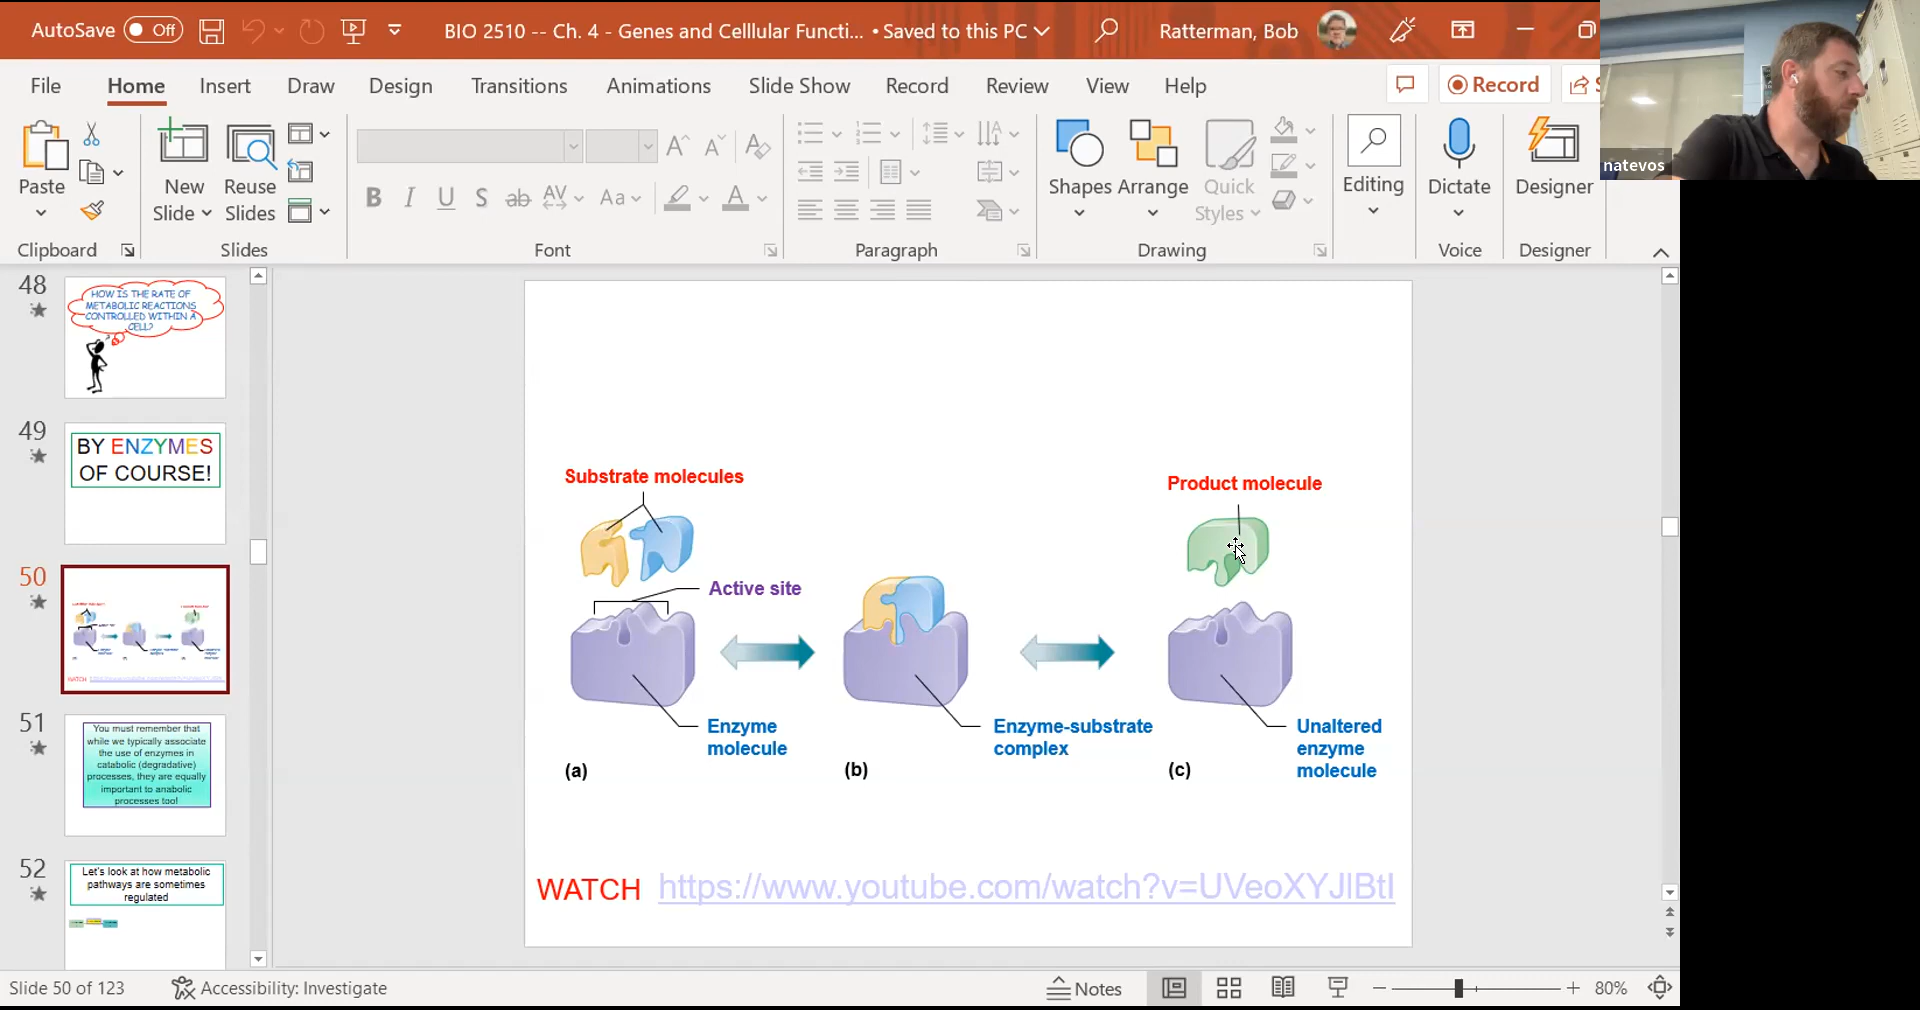 AutoSave Off BIO 2510 -- Ch. 4 - Genes and Celllular Functi... • Saved to this PC Ratterman, Bob
File Home Insert Draw Design Transitions Animations Slide Show Record Review View Help Record
Paste New Slide Reuse Slides Shapes Arrange Quick Styles Editing Dictate Designer
B I U S ab AV Aa A
Clipboard Slides Font Paragraph Drawing Voice Designer
natevos
48
HOW IS THE RATE OF
METABOLIC REACTIONS
CONTROLLED WITHIN A
CELL?
49
BY ENZYMES
OF COURSE!
50
51
You must remember that
while we typically associate
the use of enzymes in
catabolic (degradative)
processes, they are equally
important to anabolic
processes too!
52
Let's look at how metabolic
pathways are sometimes
regulated
Substrate molecules
Product molecule
Active site
Enzyme
molecule
Enzyme-substrate
complex
Unaltered
enzyme
molecule
(a)
(b)
(c)
WATCH https://www.youtube.com/watch?v=UVeoXYJlBtI
Slide 50 of 123 Accessibility: Investigate Notes 80%